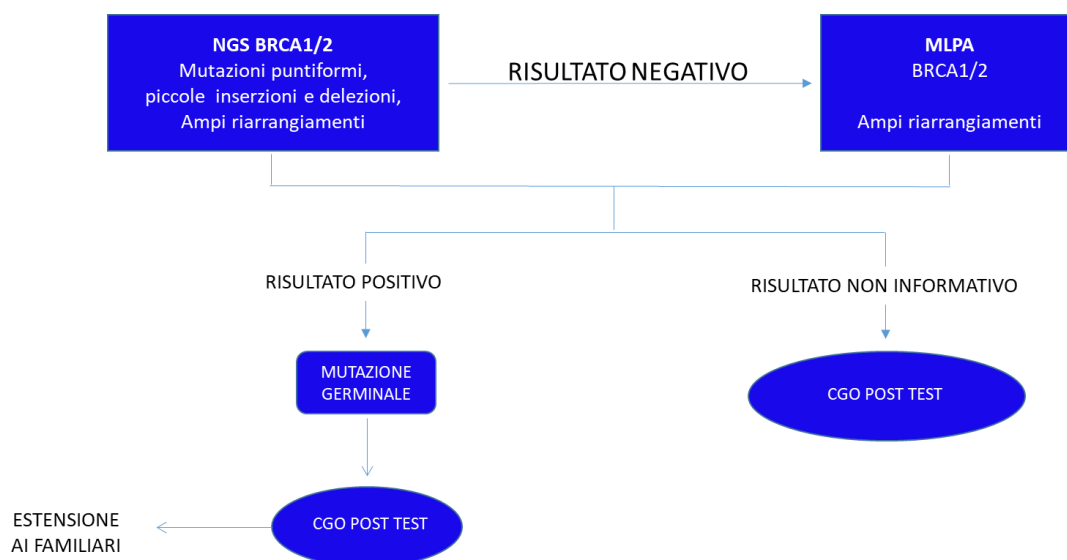 NGS BRCA1/2
Mutazioni puntiformi,
piccole inserzioni e delezioni,
Ampi riarrangiamenti
RISULTATO NEGATIVO
MLPA
BRCA1/2
Ampi riarrangiamenti
RISULTATO POSITIVO
RISULTATO NON INFORMATIVO
MUTAZIONE
GERMINALE
CGO POST TEST
CGO POST TEST
ESTENSIONE
AI FAMILIARI